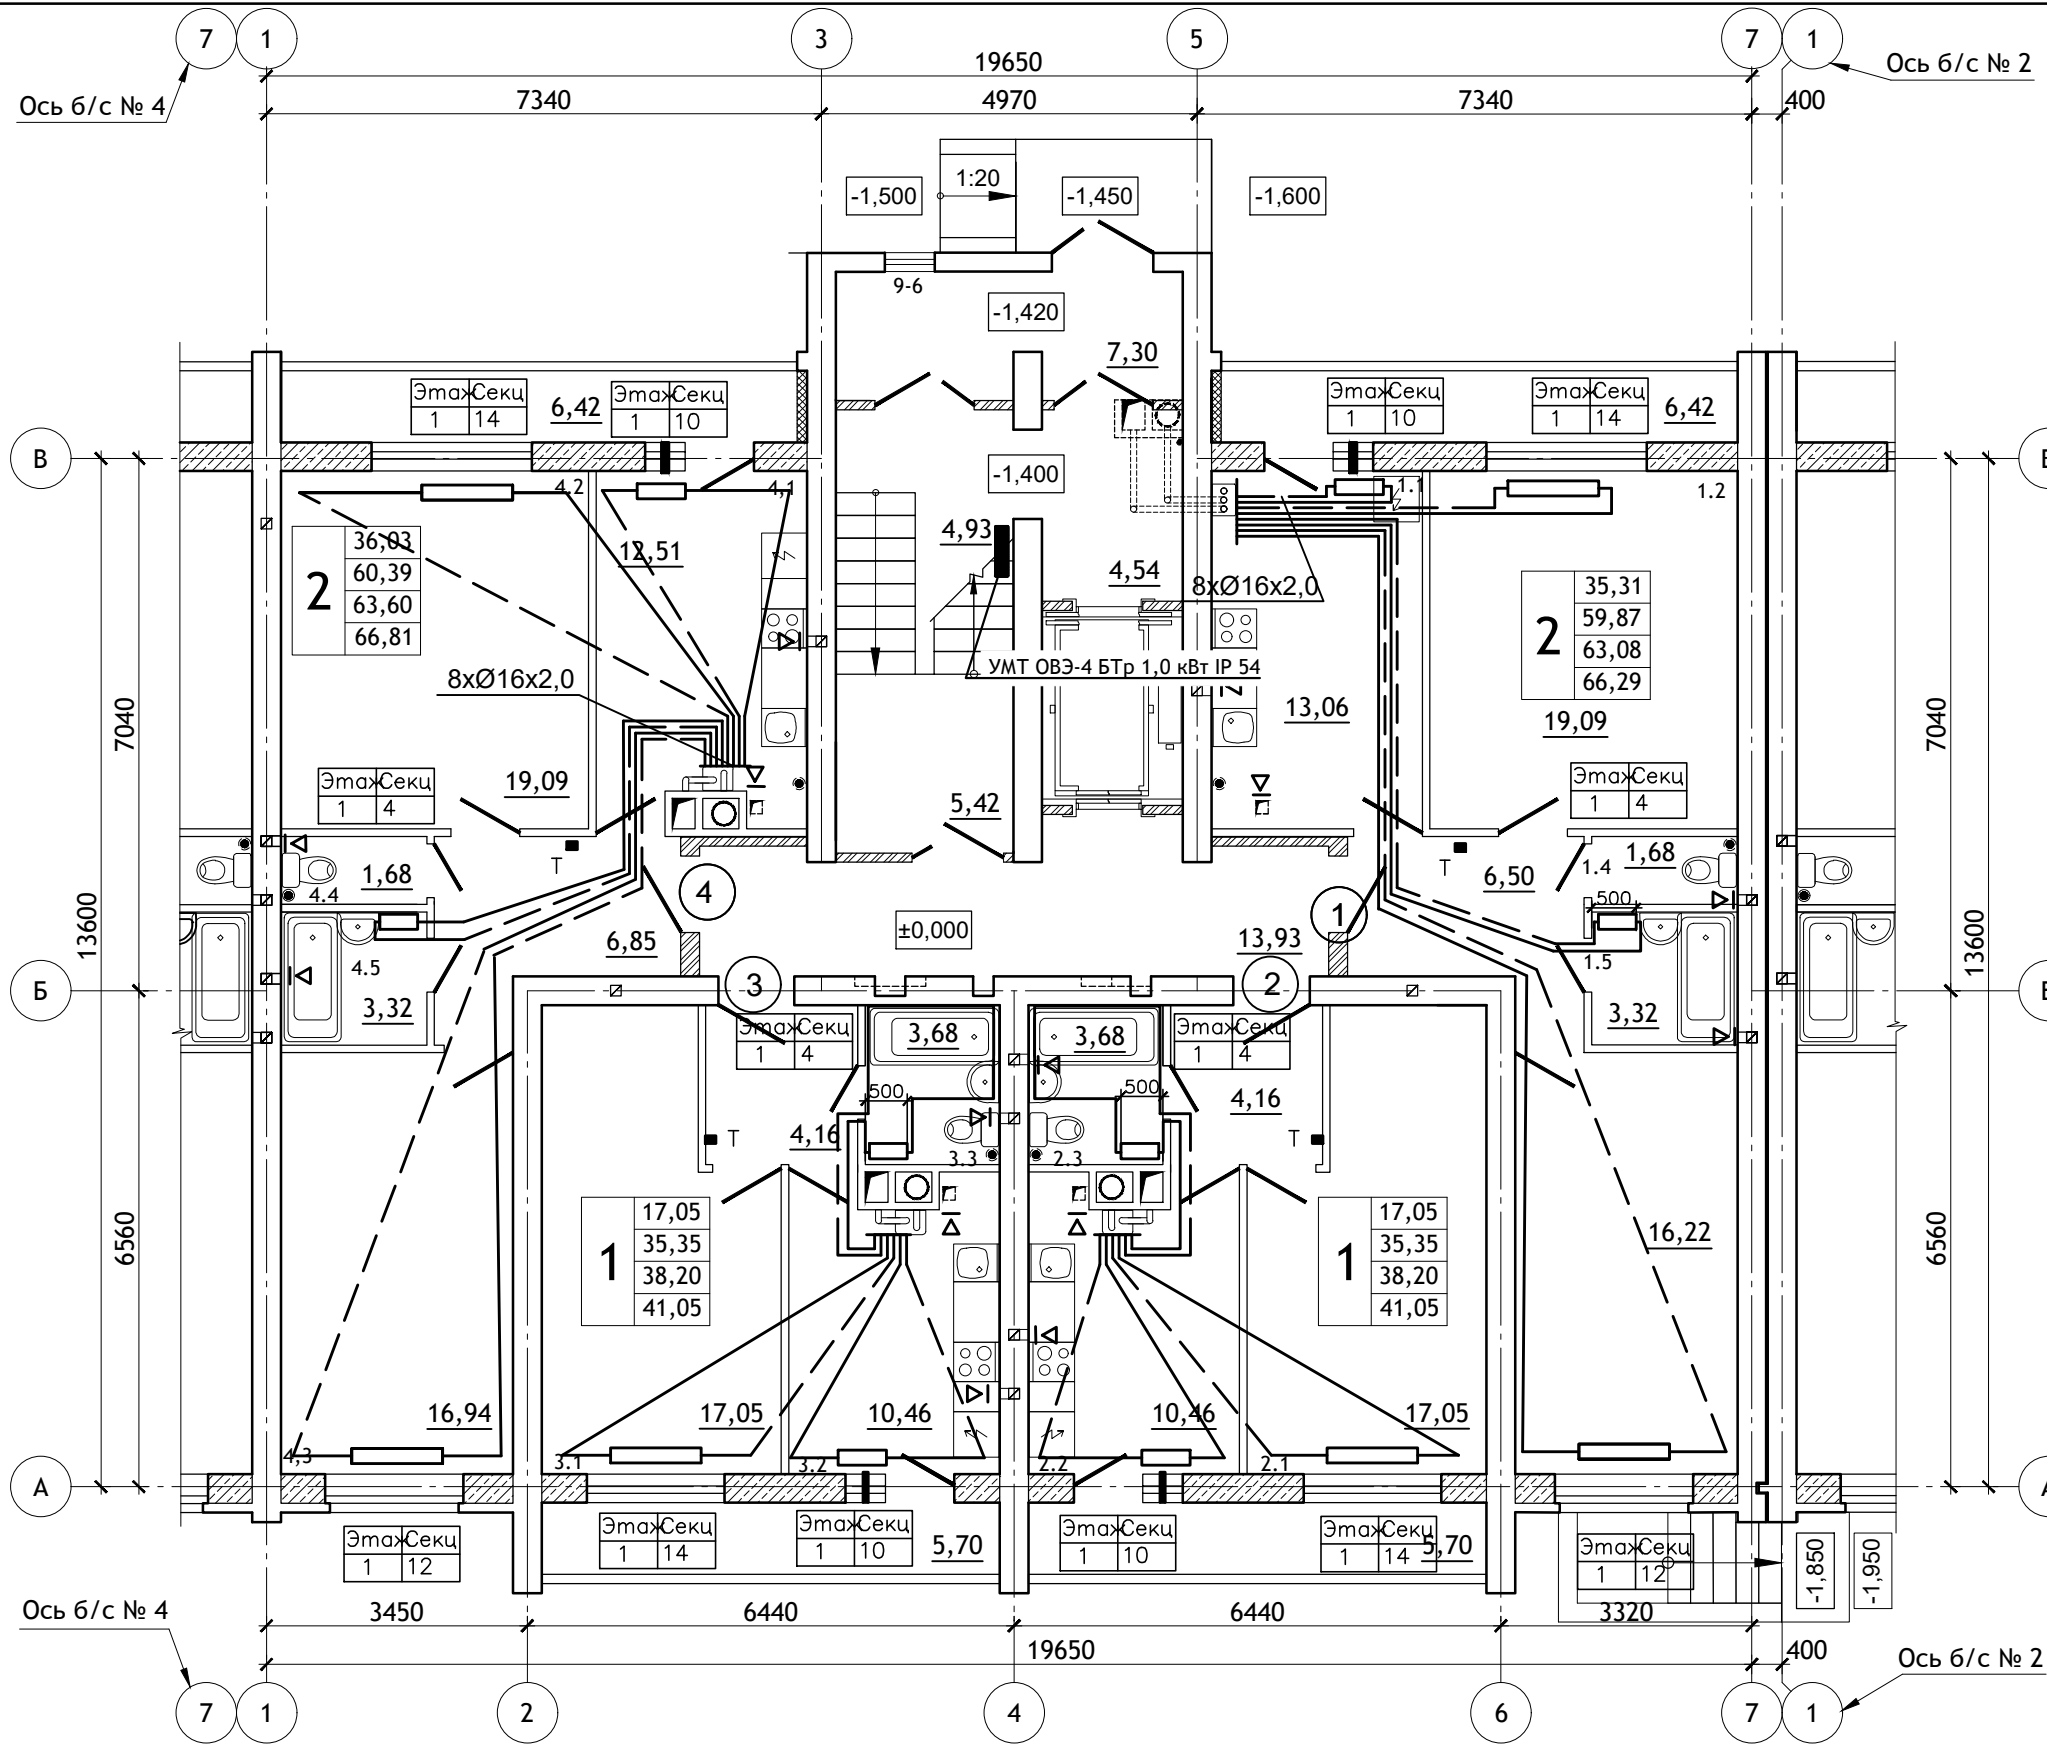 7 1 3 5 7 1
Ось б/с № 4
Ось б/с № 2
19650
7340 4970 7340 400
-1,500 1:20 -1,450 -1,600
9-6
-1,420
7,30
Этаж Секц
1 14
6,42
Этаж Секц
1 10
Этаж Секц
1 10
Этаж Секц
1 14
6,42
В
-1,400
4.2 4,1 1.1 1.2
36,03
60,39
63,60
66,81
2
12,51
4,93
4,54
8xØ16x2,0
35,31
59,87
63,08
66,29
2
УМТ ОВЭ-4 БТр 1,0 кВт IP 54
8xØ16x2,0
13,06
19,09
7040
7040
Этаж Секц
1 4
19,09
5,42
Этаж Секц
1 4
Т
Т
1,68
4.4
4
1
6,50
1.4
1,68
500
13600
13600
6,85
±0,000
13,93
4.5
1.5
Б
3
2
3,32
3,32
Этаж Секц
1 4
3,68
3,68
Этаж Секц
1 4
500
500
4,16
4,16
Т
Т
3.3 2.3
17,05
35,35
38,20
41,05
1
17,05
35,35
38,20
41,05
1
16,22
6560
6560
16,94
17,05
10,46
10,46
17,05
4,3 3.1 3.2 2.2 2.1
А
Этаж Секц
1 12
Этаж Секц
1 14
Этаж Секц
1 10
5,70
Этаж Секц
1 10
Этаж Секц
1 14
5,70
Этаж Секц
1 12
-1,850
-1,950
Ось б/с № 4
3450 6440 6440 3320
19650 400
Ось б/с № 2
7 1 2 4 6 7 1